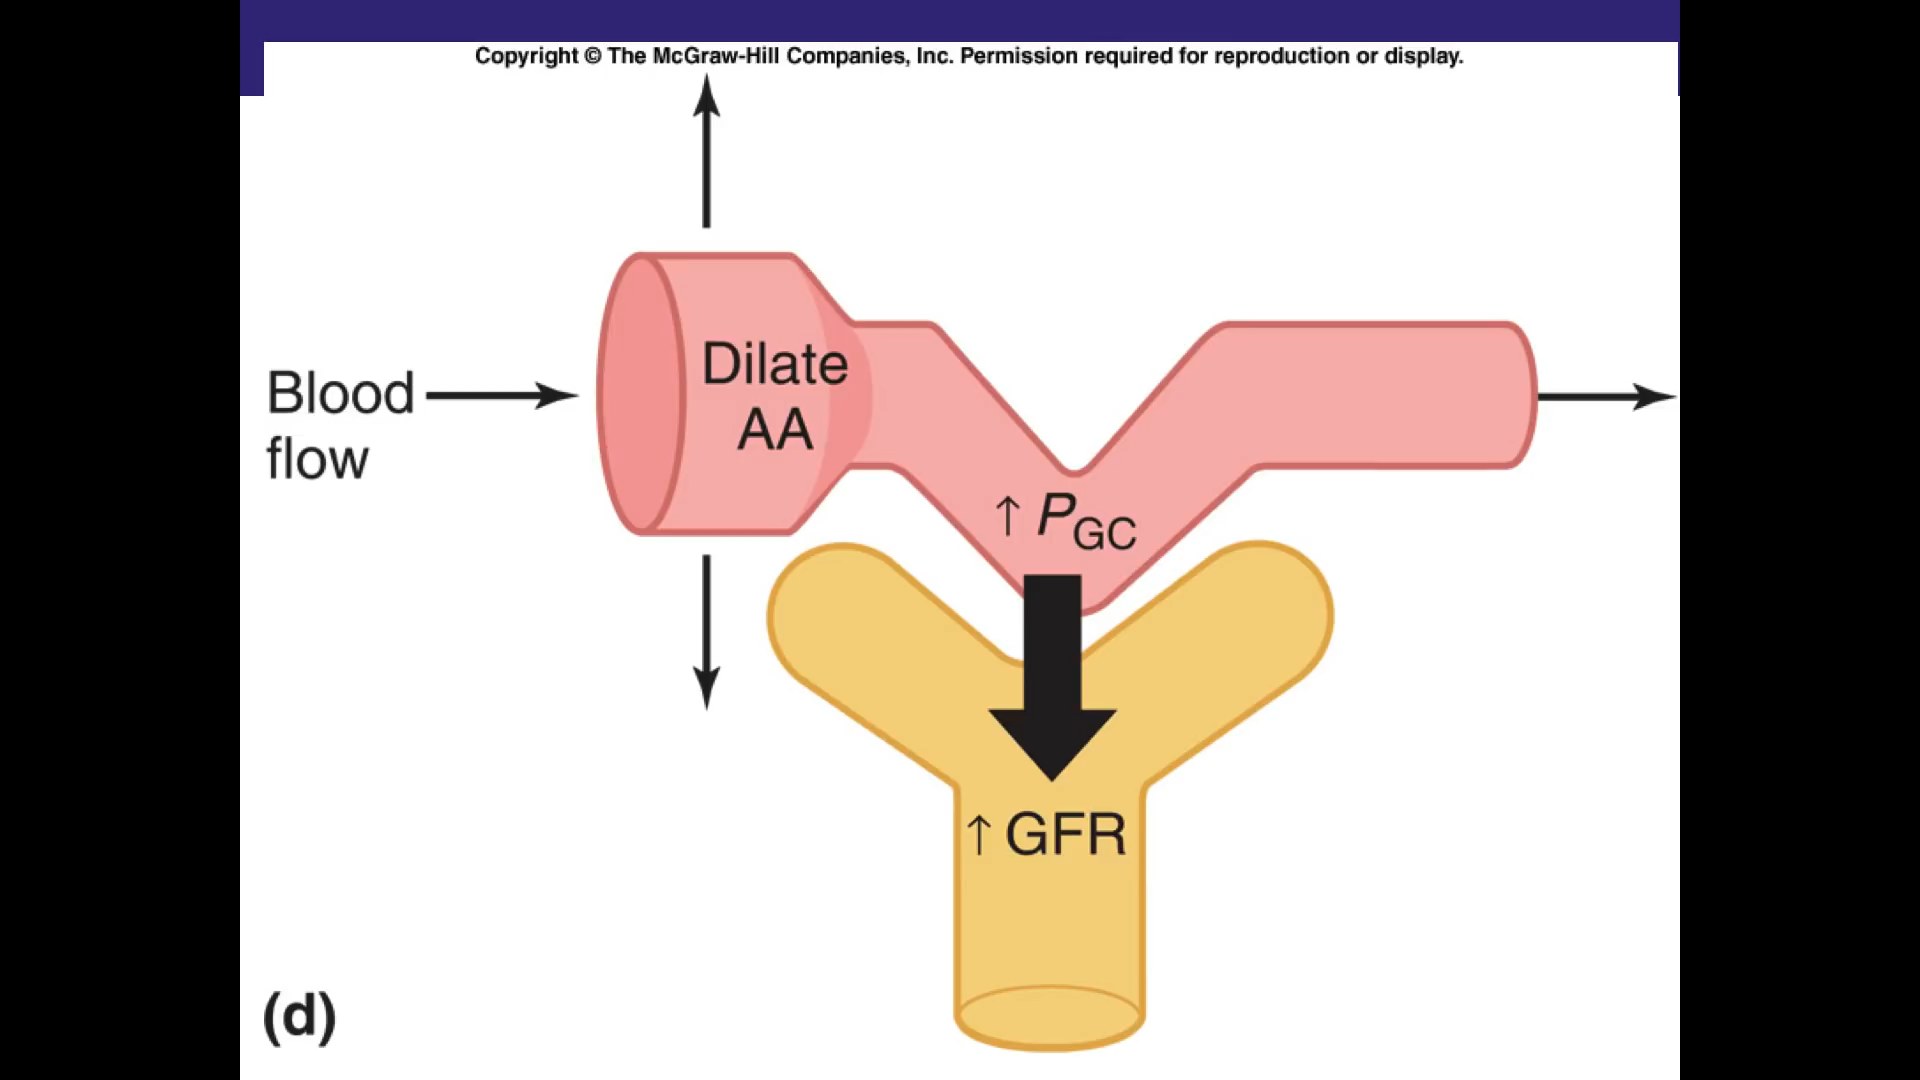 Copyright © The McGraw-Hill Companies, Inc. Permission required for reproduction or display.
Blood
flow
Dilate
AA
↑ PGC
↑ GFR
(d)